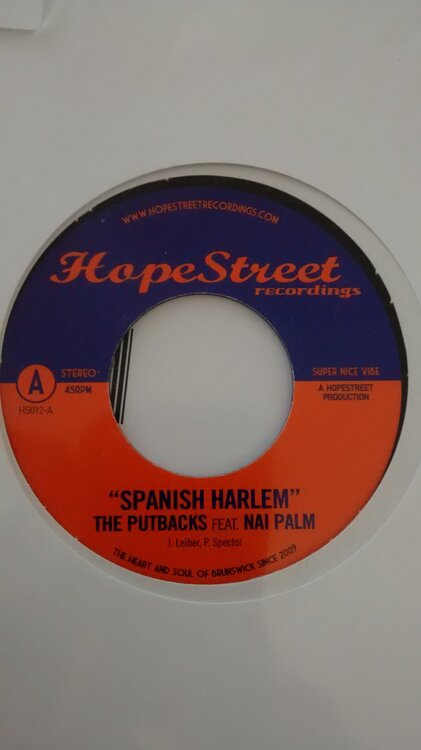 WWW.HOPESTREETRECORDINGS.COM
HopeStreet
recordings
A
STEREO
45RPM
HS012-A
SUPER NICE VIBE
A HOPESTREET
PRODUCTION
"SPANISH HARLEM"
THE PUTBACKS FEAT. NAI PALM
J. Leiber, P. Spector
THE HEART AND SOUL OF BRUNSWICK SINCE 2009